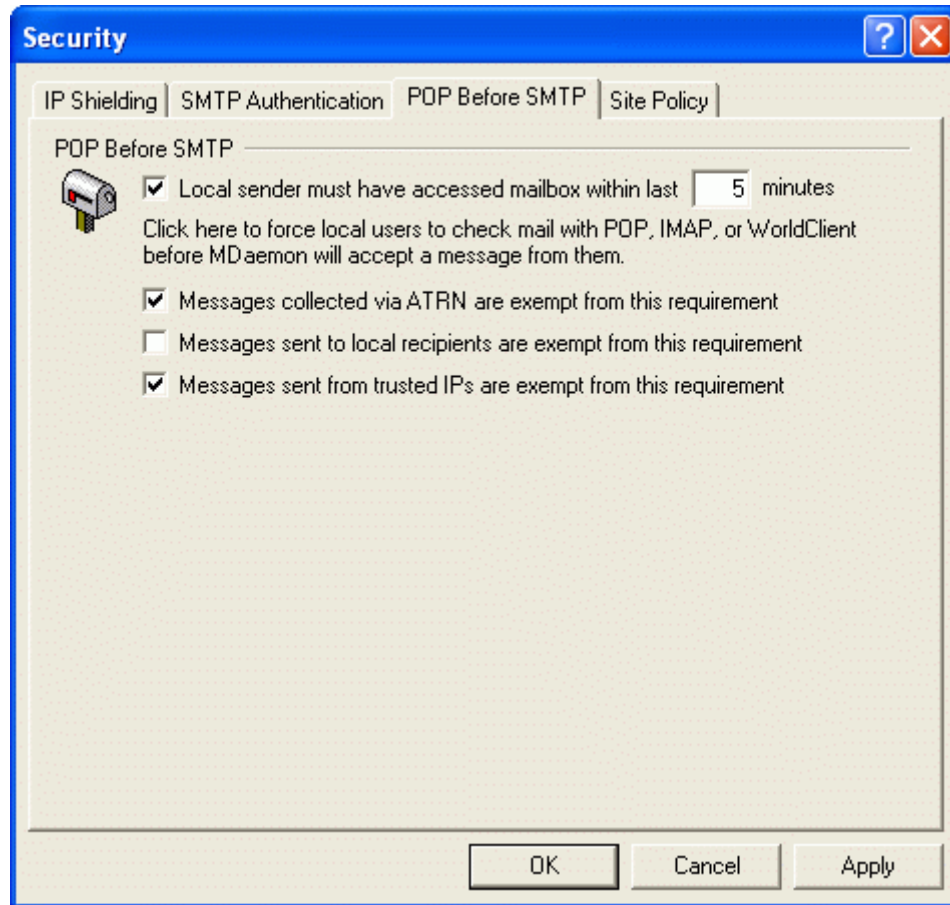 Security
IP Shielding
SMTP Authentication
POP Before SMTP
Site Policy
POP Before SMTP
Local sender must have accessed mailbox within last 5 minutes
Click here to force local users to check mail with POP, IMAP, or WorldClient
before MDaemon will accept a message from them.
Messages collected via ATRN are exempt from this requirement
Messages sent to local recipients are exempt from this requirement
Messages sent from trusted IPs are exempt from this requirement
OK
Cancel
Apply